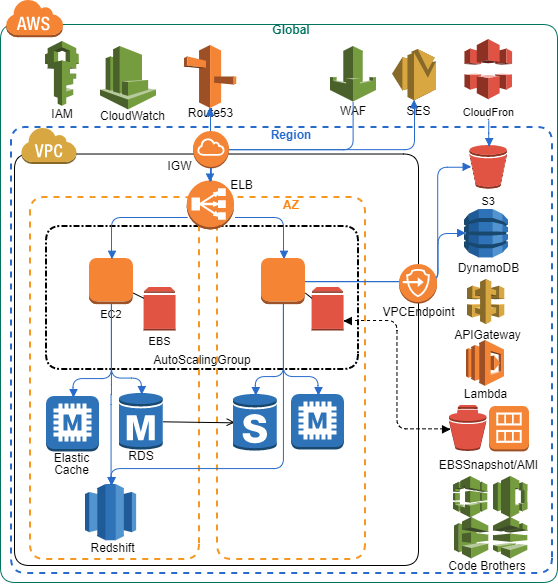 AWS
Global
IAM
CloudWatch
Route53
WAF
SES
CloudFron
Region
VPC
IGW
ELB
S3
AZ
DynamoDB
EC2
EBS
VPCEndpoint
APIGateway
AutoScalingGroup
Lambda
M
Elastic
Cache
M
RDS
S
M
EBSSnapshot/AMI
Redshift
Code Brothers